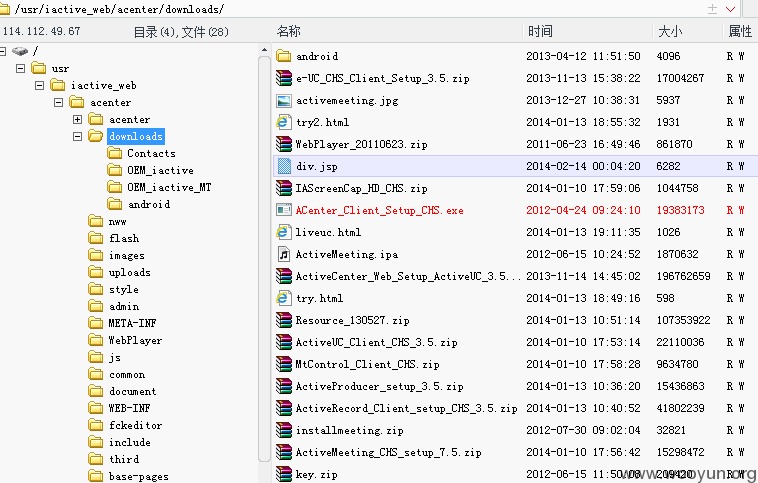 /usr/iactive_web/acenter/downloads/
114.112.49.67 目录(4),文件(28) 名称 时间 大小 属性
/
usr
iactive_web
acenter
acenter
downloads
Contacts
OEM_iactive
OEM_iactive_MT
android
nww
flash
images
uploads
style
admin
META-INF
WebPlayer
js
common
document
WEB-INF
fckeditor
include
third
base-pages
android 2013-04-12 11:51:50 4096 R W
e-UC_CHS_Client_Setup_3.5.zip 2013-11-13 15:38:22 17004267 R W
activemeeting.jpg 2013-12-27 10:38:31 5937 R W
try2.html 2014-01-13 18:55:32 1931 R W
WebPlayer_20110623.zip 2011-06-23 16:49:46 861870 R W
div.jsp 2014-02-14 00:04:20 6282 R W
IAScreenCap_HD_CHS.zip 2014-01-10 17:59:06 1044758 R W
ACenter_Client_Setup_CHS.exe 2012-04-24 09:24:10 19383173 R W
liveuc.html 2014-01-13 19:11:35 1026 R W
ActiveMeeting.ipa 2012-06-15 10:24:52 1870632 R W
ActiveCenter_Web_Setup_ActiveUC_3.5... 2013-11-14 14:45:02 196762659 R W
try.html 2014-01-13 18:49:16 598 R W
Resource_130527.zip 2014-01-13 10:51:14 107353922 R W
ActiveUC_Client_CHS_3.5.zip 2014-01-10 17:53:14 22110036 R W
MtControl_Client_CHS.zip 2014-01-10 17:58:28 9634780 R W
ActiveProducer_setup_3.5.zip 2014-01-13 10:36:20 15436863 R W
ActiveRecord_Client_setup_CHS_3.5.zip 2014-01-13 10:40:52 41802239 R W
installmeeting.zip 2012-07-30 09:02:04 32821 R W
ActiveMeeting_CHS_setup_7.5.zip 2014-01-10 17:56:42 15298472 R W
key.zip 2012-06-15 11:50:08 209420 R W
www.wooyun.org